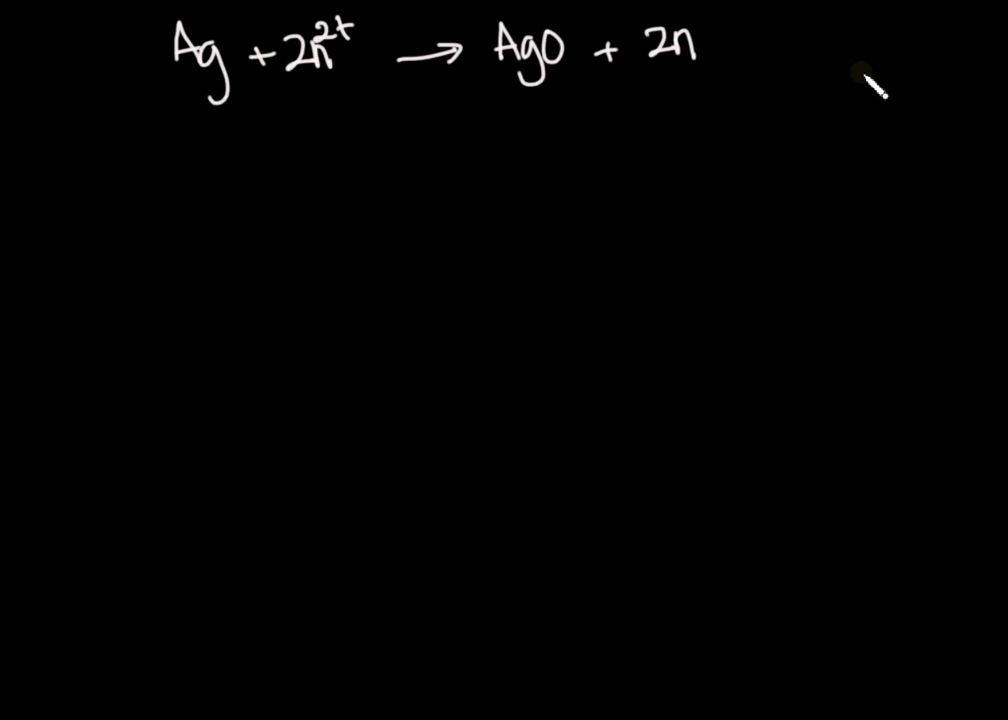 Ag + Zn²⁺ → AgO + Zn